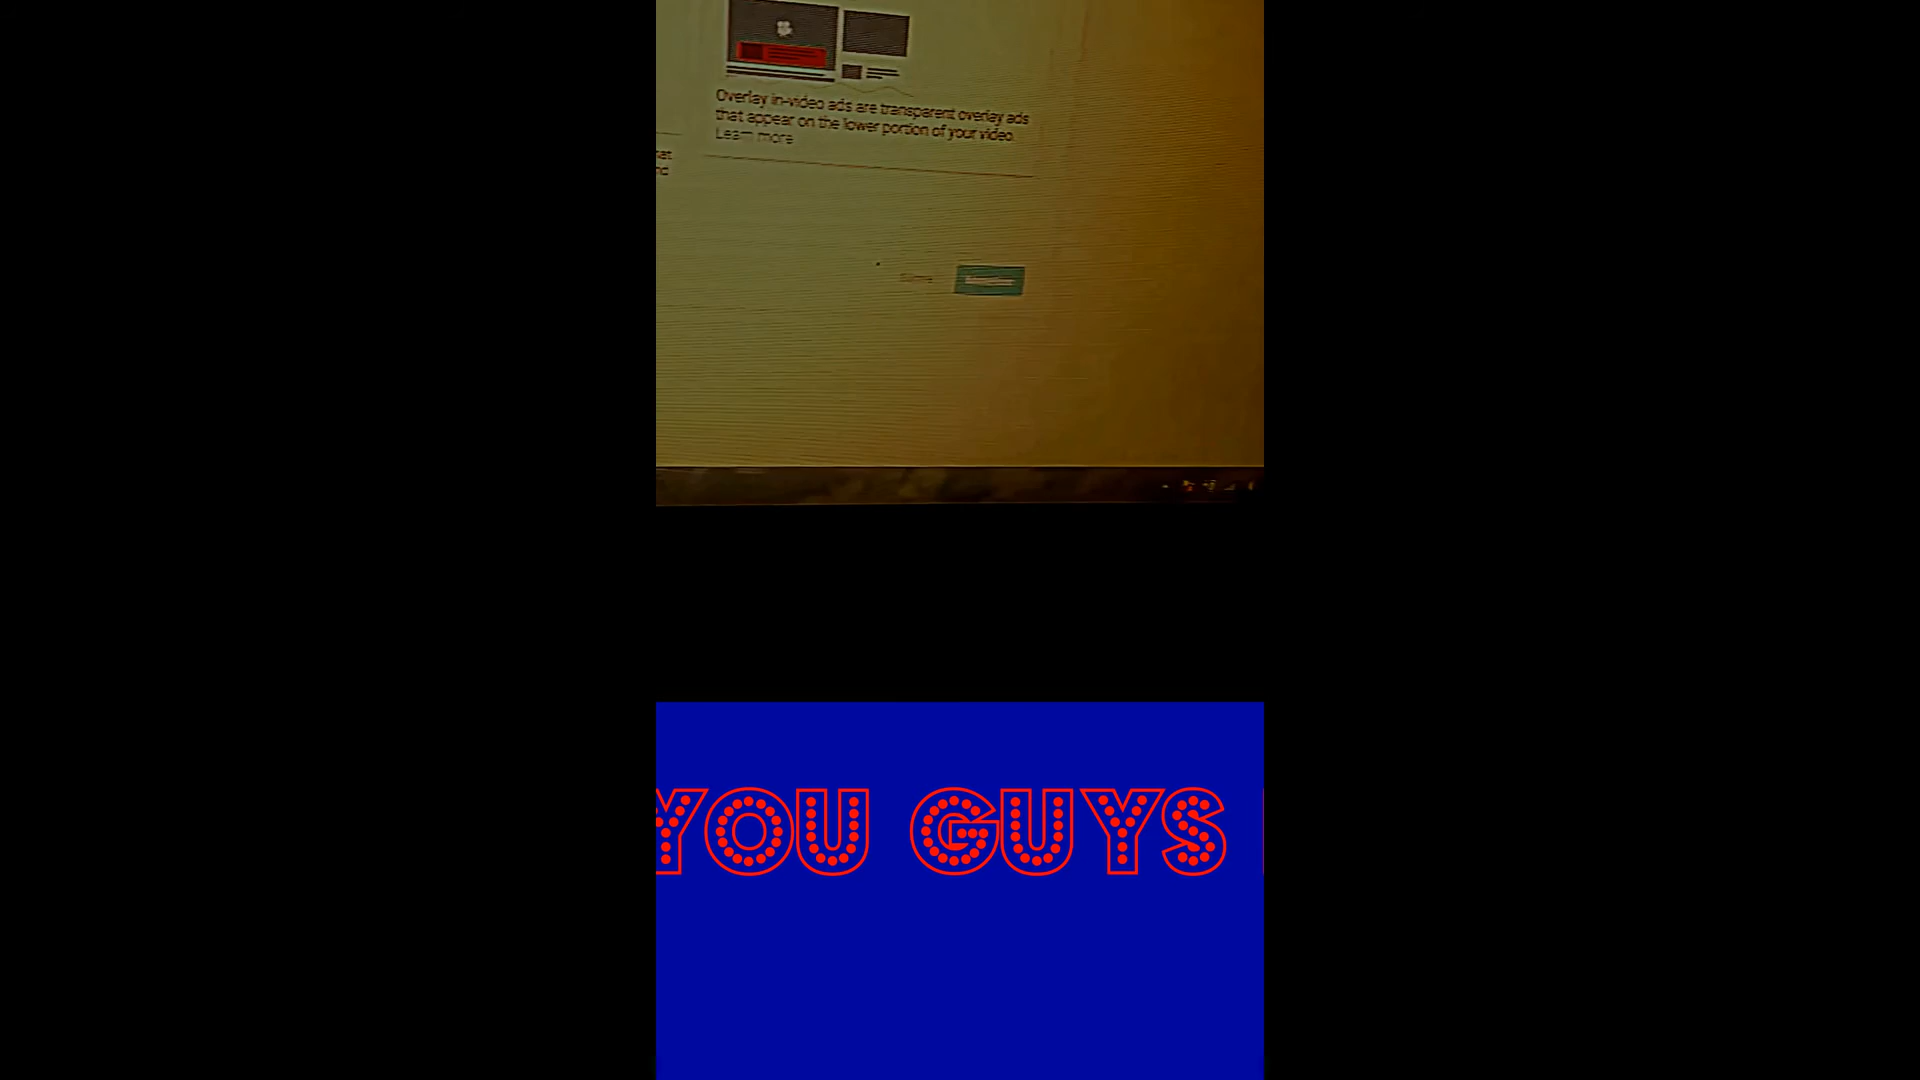 Overlay in-video ads are transparent overlay ads
that appear on the lower portion of your video.
Learn more
YOU GUYS